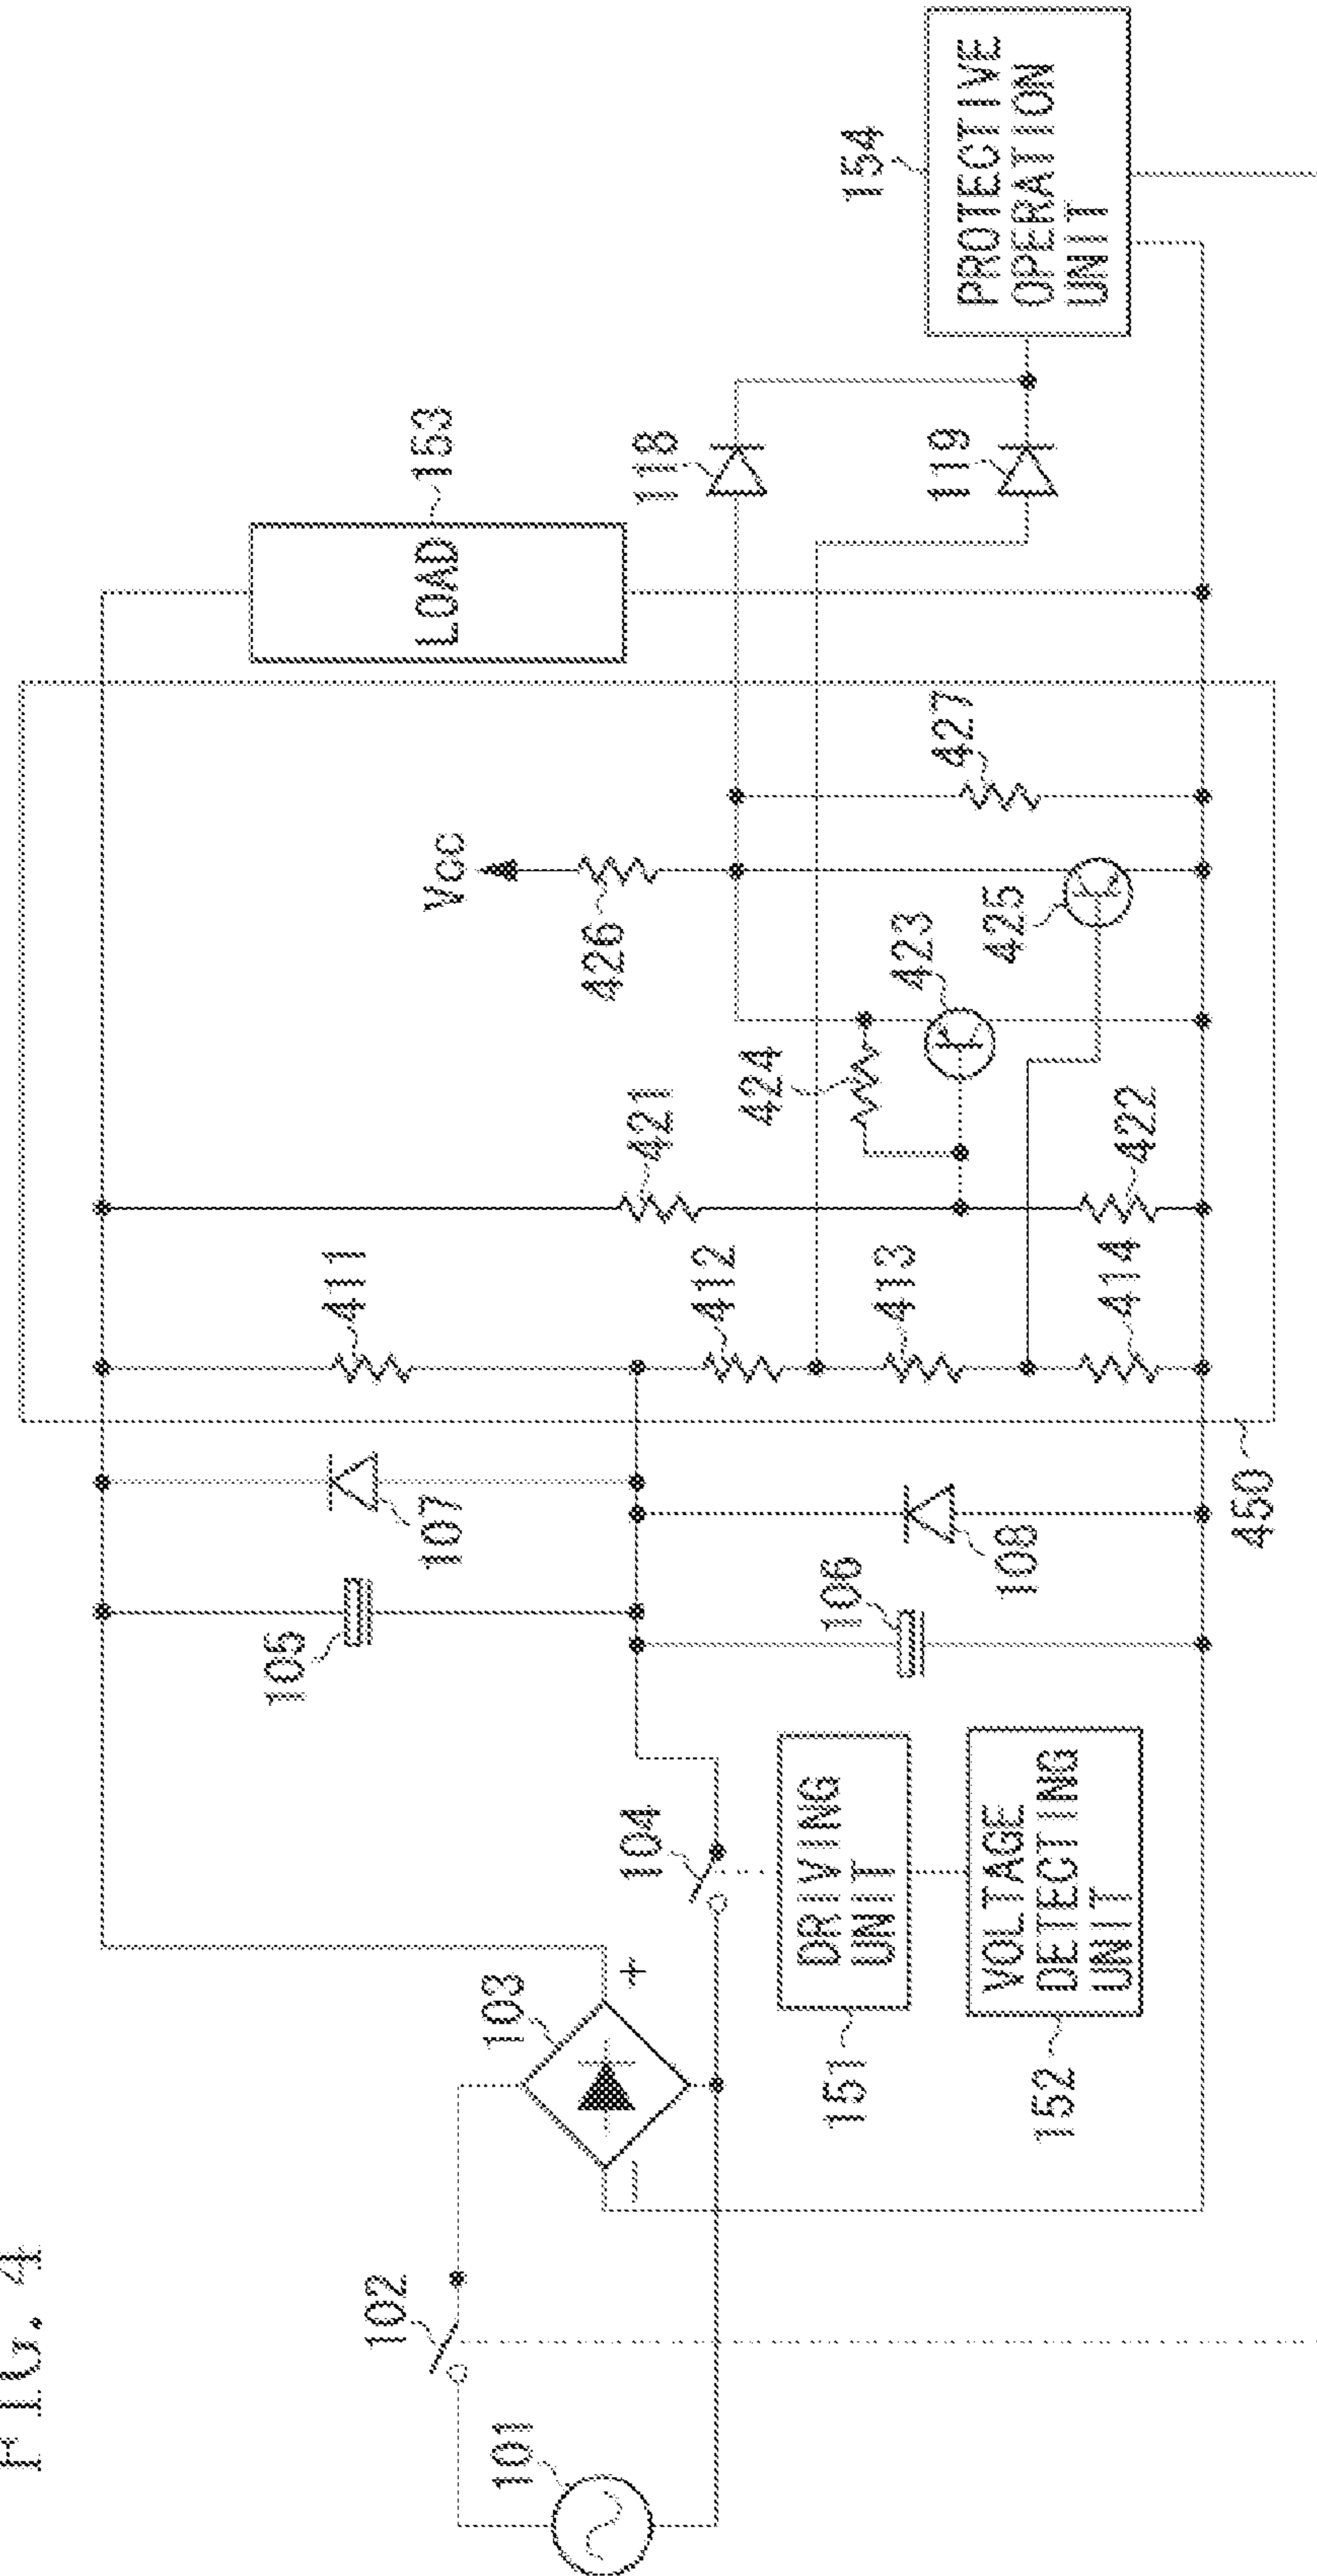 FIG. 4
101
102
103
104
105
106
107
108
151
DRIVING
UNIT
152
VOLTAGE
DETECTING
UNIT
450
411
412
413
414
421
422
423
424
425
426
427
Vcc
LOAD
153
118
119
154
PROTECTIVE
OPERATION
UNIT
+
−